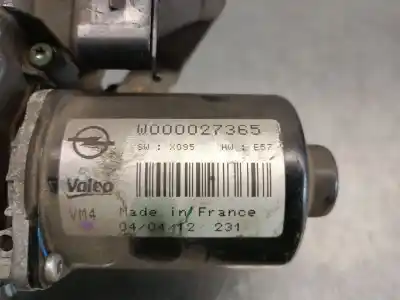 W000027365
SW : X095 HW : E57
Valeo
VM4 Made in France
04/04 12 231